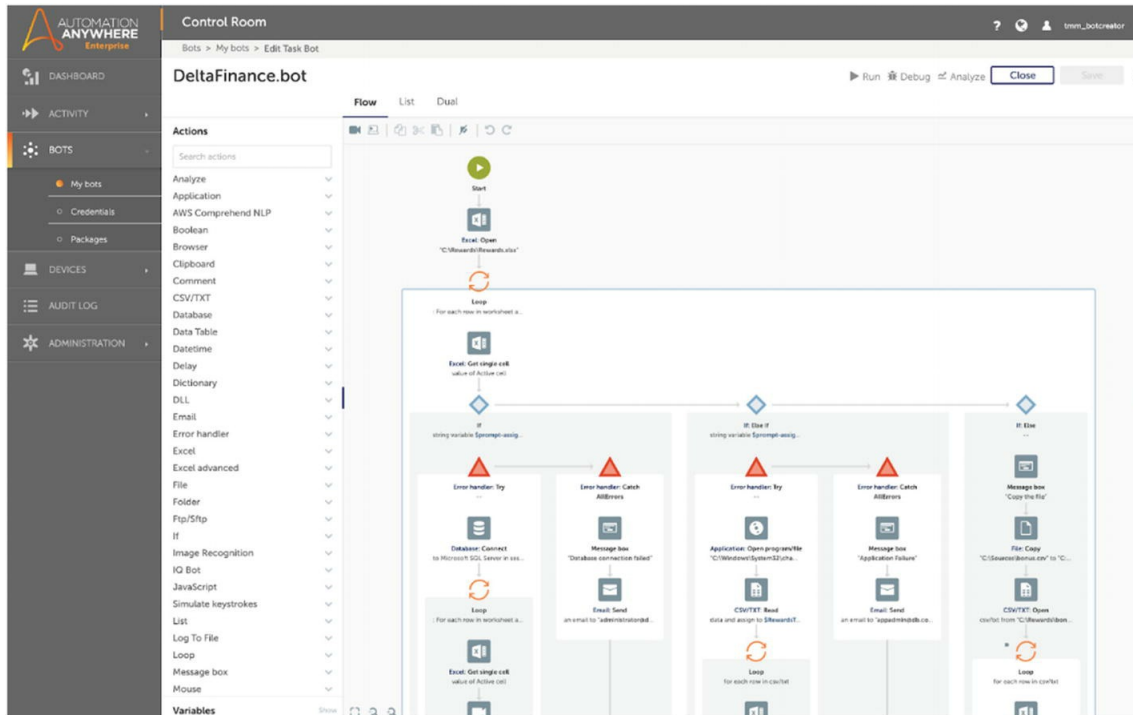 AUTOMATION
ANYWHERE
Enterprise
Control Room
tmm_botcreator
Bots > My bots > Edit Task Bot
DeltaFinance.bot
Run
Debug
Analyze
Close
Save
DASHBOARD
ACTIVITY
BOTS
My bots
Credentials
Packages
DEVICES
AUDIT LOG
ADMINISTRATION
Flow
List
Dual
Actions
Search actions
Analyze
Application
AWS Comprehend NLP
Boolean
Browser
Clipboard
Comment
CSV/TXT
Database
Data Table
Datetime
Delay
Dictionary
DLL
Email
Error handler
Excel
Excel advanced
File
Folder
Ftp/Sftp
If
Image Recognition
IQ Bot
JavaScript
Simulate keystrokes
List
Log To File
Loop
Message box
Mouse
Variables
Show
Start
Excel: Open
"C:\Rewards\Rewards.xlsx"
Loop
For each row in worksheet a...
Excel: Get single cell
value of Active cell
If
string variable $prompt-assig...
Error handler: Try
...
Database: Connect
to Microsoft SQL Server in ses...
Loop
For each row in worksheet a...
Excel: Get single cell
value of Active cell
Error handler: Catch
AllErrors
Message box
"Database connection failed"
Email: Send
If: Else If
string variable $prompt-assig...
Error handler: Try
...
Application: Open program/file
"C:\Windows\System32\cha...
CSV/TXT: Read
data and assign to $RewardsT...
Loop
for each row in csv/txt
Error handler: Catch
AllErrors
Message box
"Application Failure"
Email: Send
an email to "appadmin@db.co...
If: Else
...
Message box
"Copy the file"
File: Copy
"C:\Sources\bonus.csv" to "C:...
CSV/TXT: Open
csv/txt from "C:\Rewards\bon...
Loop
for each row in csv/txt